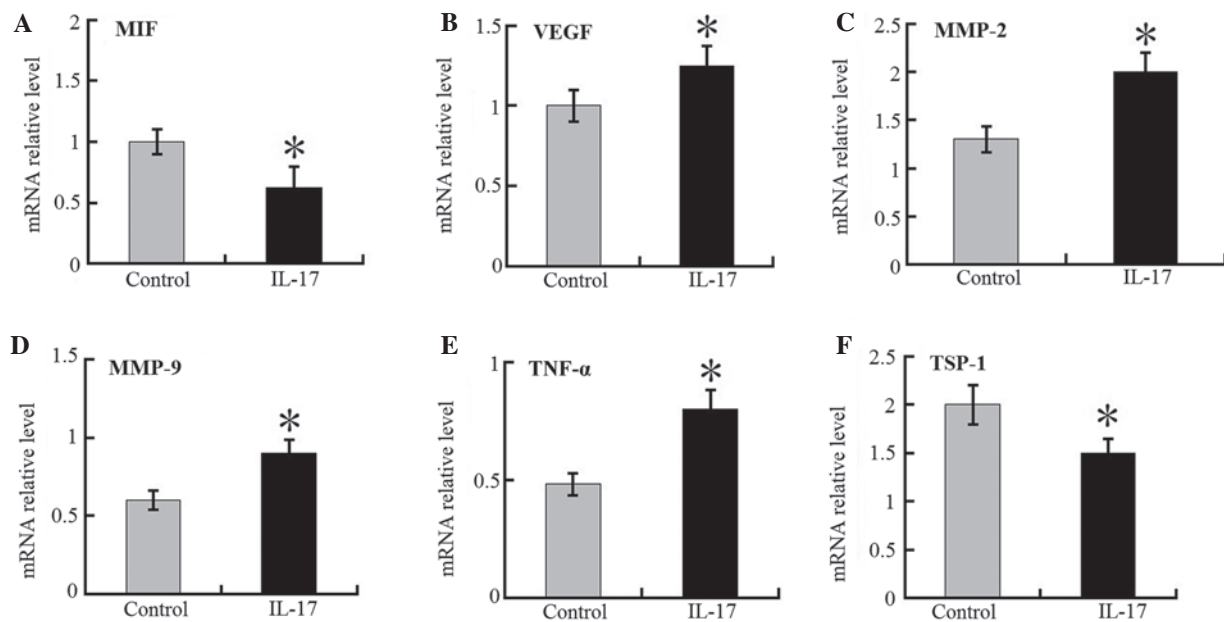 A
MIF
mRNA relative level
2
1.5
1
0.5
0
*
Control
IL-17
B
VEGF
mRNA relative level
1.5
1
0.5
0
*
Control
IL-17
C
MMP-2
mRNA relative level
2.5
2
1.5
1
0.5
0
*
Control
IL-17
D
MMP-9
mRNA relative level
1.5
1
0.5
0
*
Control
IL-17
E
TNF-α
mRNA relative level
1
0.5
0
*
Control
IL-17
F
TSP-1
mRNA relative level
2.5
2
1.5
1
0.5
0
*
Control
IL-17